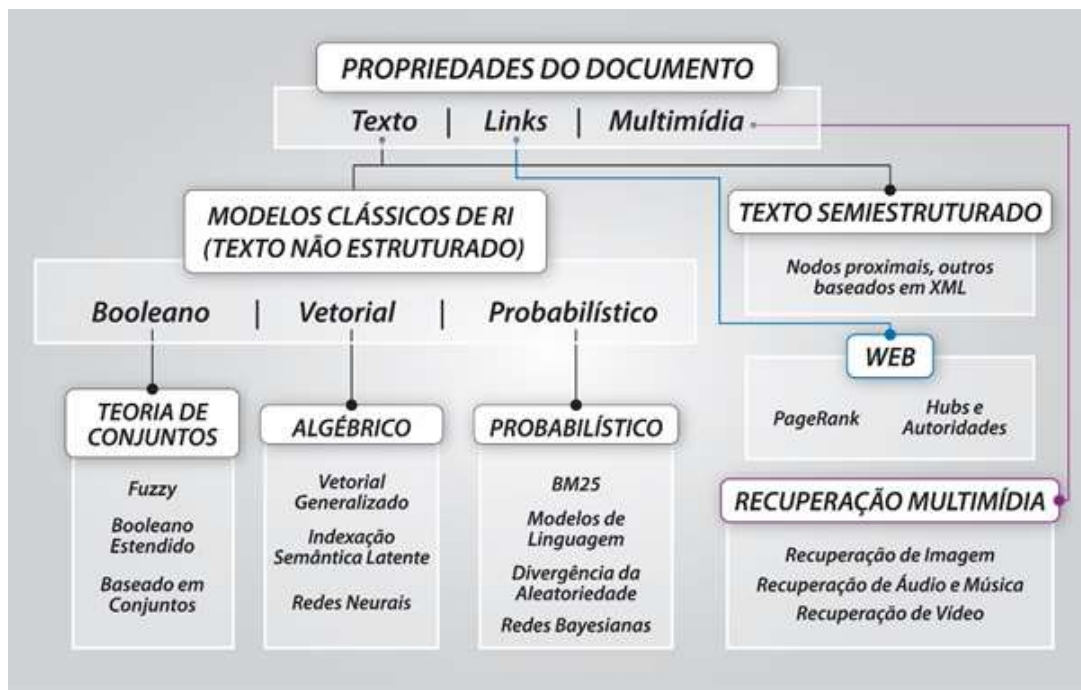 PROPRIEDADES DO DOCUMENTO
Texto | Links | Multimídia
MODELOS CLÁSSICOS DE RI
(TEXTO NÃO ESTRUTURADO)
Booleano | Vetorial | Probabilístico
TEORIA DE
CONJUNTOS
Fuzzy
Booleano
Estendido
Baseado em
Conjuntos
ALGÉBRICO
Vetorial
Generalizado
Indexação
Semântica Latente
Redes Neurais
PROBABILÍSTICO
BM25
Modelos de
Linguagem
Divergência da
Aleatoriedade
Redes Bayesianas
TEXTO SEMIESTRUTURADO
Nodos proximais, outros
baseados em XML
WEB
PageRank
Hubs e
Autoridades
RECUPERAÇÃO MULTIMÍDIA
Recuperação de Imagem
Recuperação de Áudio e Música
Recuperação de Vídeo